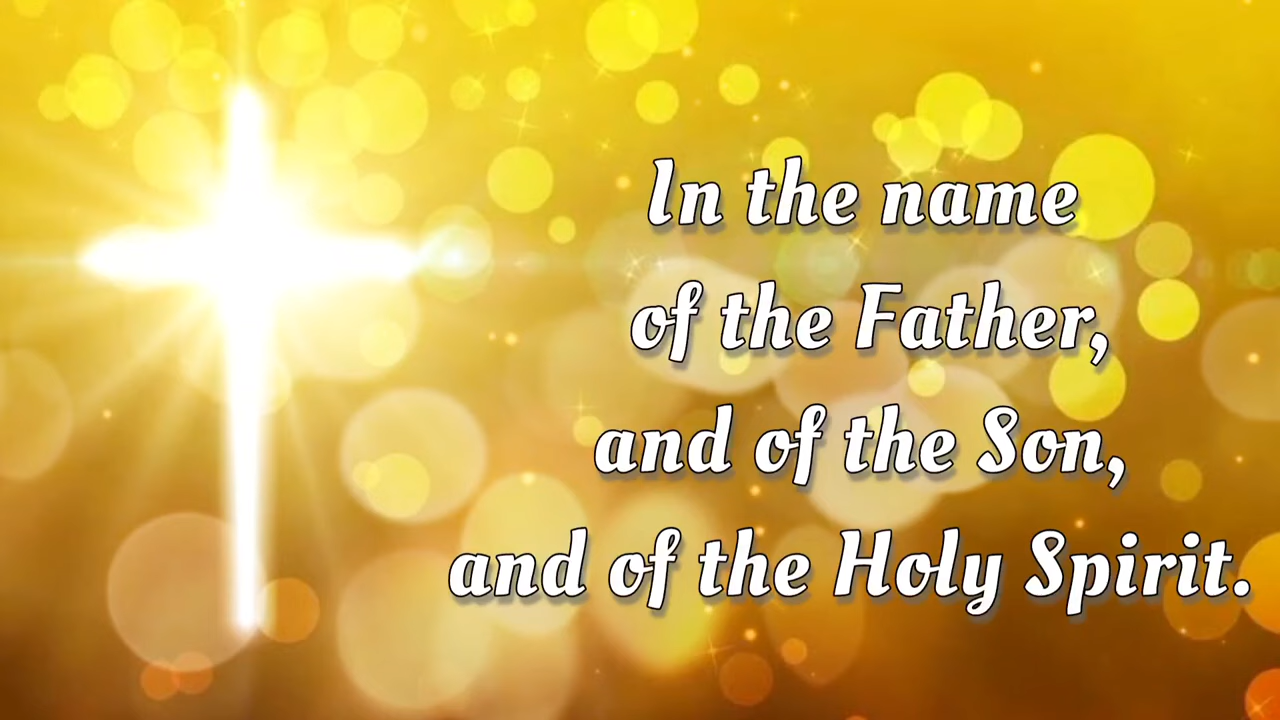 In the name
of the Father,
and of the Son,
and of the Holy Spirit.